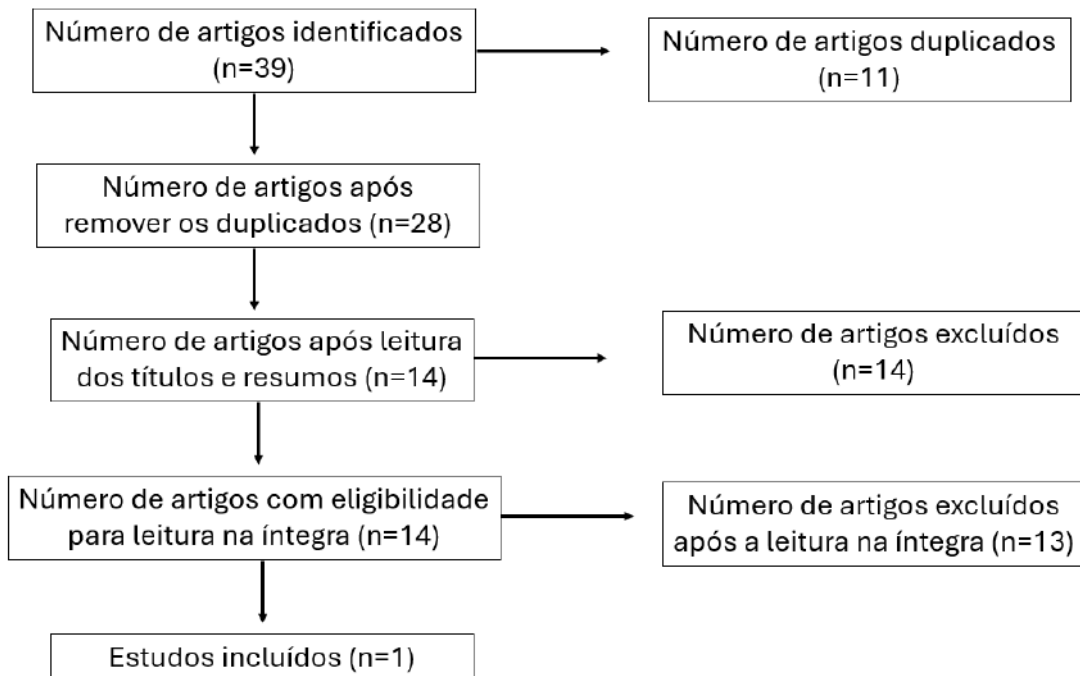 Número de artigos identificados
(n=39)
Número de artigos duplicados
(n=11)
Número de artigos após
remover os duplicados (n=28)
Número de artigos após leitura
dos títulos e resumos (n=14)
Número de artigos excluídos
(n=14)
Número de artigos com eligibilidade
para leitura na íntegra (n=14)
Número de artigos excluídos
após a leitura na íntegra (n=13)
Estudos incluídos (n=1)